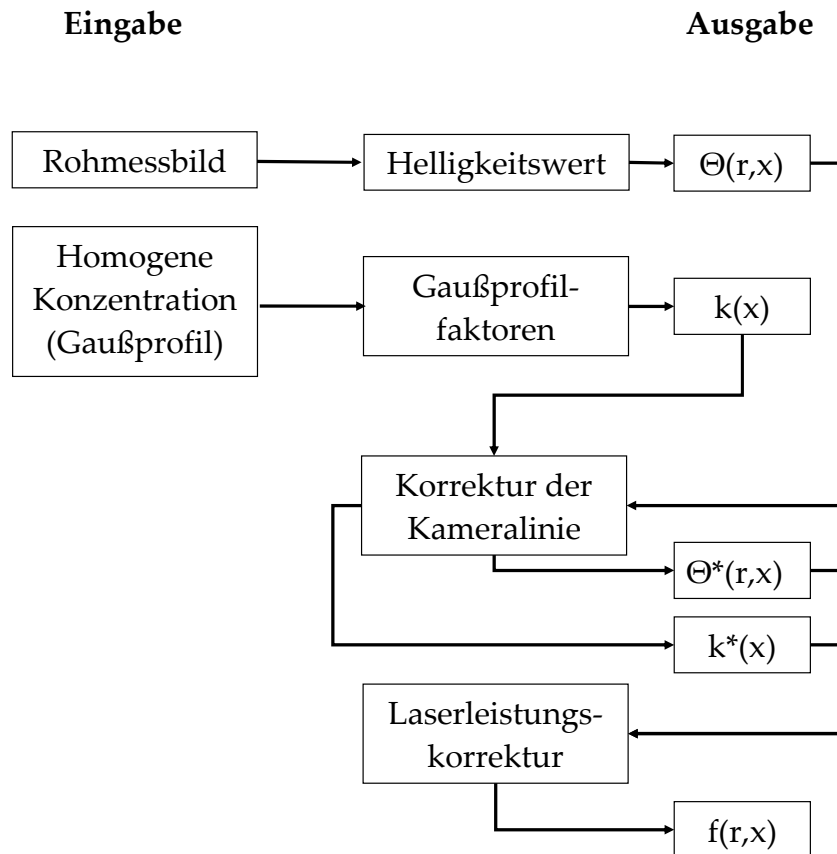 Eingabe
Ausgabe
Rohmessbild
Helligkeitswert
Θ(r,x)
Homogene
Konzentration
(Gaußprofil)
Gaußprofil-
faktoren
k(x)
Korrektur der
Kameralinie
Θ*(r,x)
k*(x)
Laserleistungs-
korrektur
f(r,x)